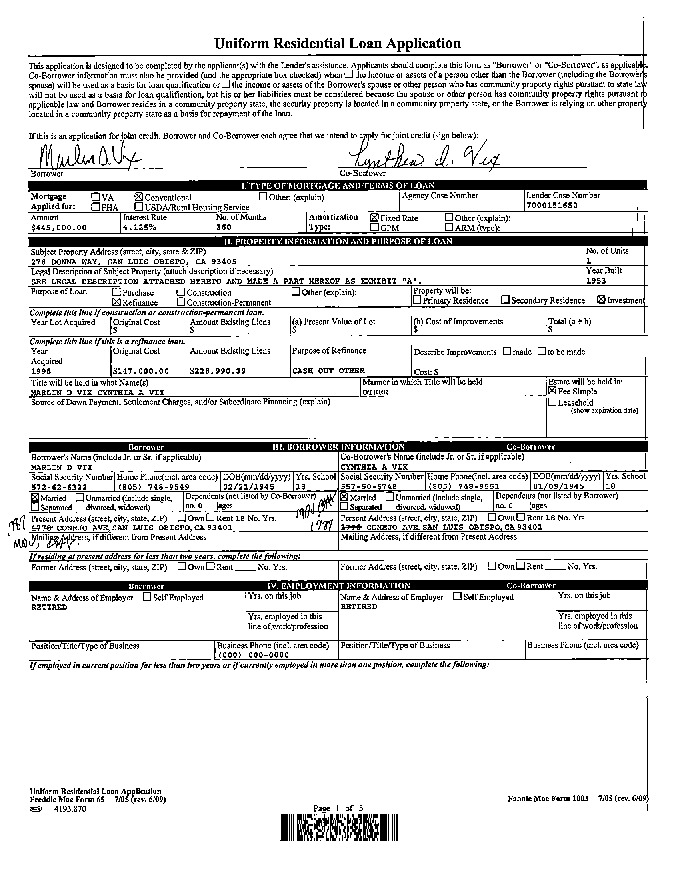 Uniform Residential Loan Application
This application is designed to be completed by the applicant(s) with the Lender's assistance. Applicants should complete this form as "Borrower" or "Co-Borrower", as applicable.
Co-Borrower information must also be provided (and the appropriate box checked) when ☐ the income or assets of a person other than the Borrower (including the Borrower's
spouse) will be used as a basis for loan qualification or ☐ the income or assets of the Borrower's spouse or other person who has community property rights pursuant to state law
will not be used as a basis for loan qualification, but his or her liabilities must be considered because the spouse or other person has community property rights pursuant to
applicable law and Borrower resides in a community property state, the security property is located in a community property state, or the Borrower is relying on other property
located in a community property state as a basis for repayment of the loan.
If this is an application for joint credit, Borrower and Co-Borrower each agree that we intend to apply for joint credit (sign below):
Marlin D. Vix Cynthia A. Vix
Borrower Co-Borrower
I. TYPE OF MORTGAGE AND TERMS OF LOAN
Mortgage ☐ VA ☒ Conventional ☐ Other: (explain) Agency Case Number Lender Case Number
Applied for: ☐ FHA ☐ USDA/Rural Housing Service 7000151650
Amount Interest Rate No. of Months Amortization ☒ Fixed Rate ☐ Other (explain):
$445,000.00 4.125% 360 Type: ☐ GPM ☐ ARM (type):
II. PROPERTY INFORMATION AND PURPOSE OF LOAN
Subject Property Address (street, city, state & ZIP) No. of Units
278 DONNA WAY, SAN LUIS OBISPO, CA 93405 1
Legal Description of Subject Property (attach description if necessary) Year Built
SEE LEGAL DESCRIPTION ATTACHED HERETO AND MADE A PART HEREOF AS EXHIBIT "A". 1953
Purpose of Loan ☐ Purchase ☐ Construction ☐ Other (explain): Property will be:
☒ Refinance ☐ Construction-Permanent ☐ Primary Residence ☐ Secondary Residence ☒ Investment
Complete this line if construction or construction-permanent loan.
Year Lot Acquired Original Cost Amount Existing Liens (a) Present Value of Lot (b) Cost of Improvements Total (a + b)
$ $ $ $ $
Complete this line if this is a refinance loan.
Year Original Cost Amount Existing Liens Purpose of Refinance Describe Improvements ☐ made ☐ to be made
Acquired
1996 $147,000.00 $228,990.39 CASH OUT OTHER Cost: $
Title will be held in what Name(s) Manner in which Title will be held Estate will be held in:
MARLIN D VIX CYNTHIA A VIX OTHER ☒ Fee Simple
Source of Down Payment, Settlement Charges, and/or Subordinate Financing (explain) ☐ Leasehold
(show expiration date)
Borrower III. BORROWER INFORMATION Co-Borrower
Borrower's Name (include Jr. or Sr. if applicable) Co-Borrower's Name (include Jr. or Sr. if applicable)
MARLIN D VIX CYNTHIA A VIX
Social Security Number Home Phone (incl. area code) DOB (mm/dd/yyyy) Yrs. School Social Security Number Home Phone (incl. area code) DOB (mm/dd/yyyy) Yrs. School
(805) 748-9551 01/09/1945 18
☒ Married ☐ Unmarried (include single, Dependents (not listed by Co-Borrower) ☒ Married ☐ Unmarried (include single, Dependents (not listed by Borrower)
☐ Separated divorced, widowed) no. 0 ages ☐ Separated divorced, widowed) no. 0 ages
Present Address (street, city, state, ZIP) ☐ Own ☐ Rent 18 No. Yrs. 1989 Present Address (street, city, state, ZIP) ☐ Own ☐ Rent 18 No. Yrs.
CONEJO AVE, SAN LUIS OBISPO, CA 93401 CONEJO AVE, SAN LUIS OBISPO, CA 93401
Mailing Address, if different from Present Address Mailing Address, if different from Present Address
If residing at present address for less than two years, complete the following:
Former Address (street, city, state, ZIP) ☐ Own ☐ Rent ____ No. Yrs. Former Address (street, city, state, ZIP) ☐ Own ☐ Rent ____ No. Yrs.
Borrower IV. EMPLOYMENT INFORMATION Co-Borrower
Name & Address of Employer ☐ Self Employed Yrs. on this job Name & Address of Employer ☐ Self Employed Yrs. on this job
RETIRED RETIRED
Yrs. employed in this Yrs. employed in this
line of work/profession line of work/profession
Position/Title/Type of Business Business Phone (incl. area code) Position/Title/Type of Business Business Phone (incl. area code)
(000) 000-0000
If employed in current position for less than two years or if currently employed in more than one position, complete the following:
Uniform Residential Loan Application
Freddie Mac Form 65 7/05 (rev. 6/09) Fannie Mae Form 1003 7/05 (rev. 6/09)
4193.870 Page 1 of 5